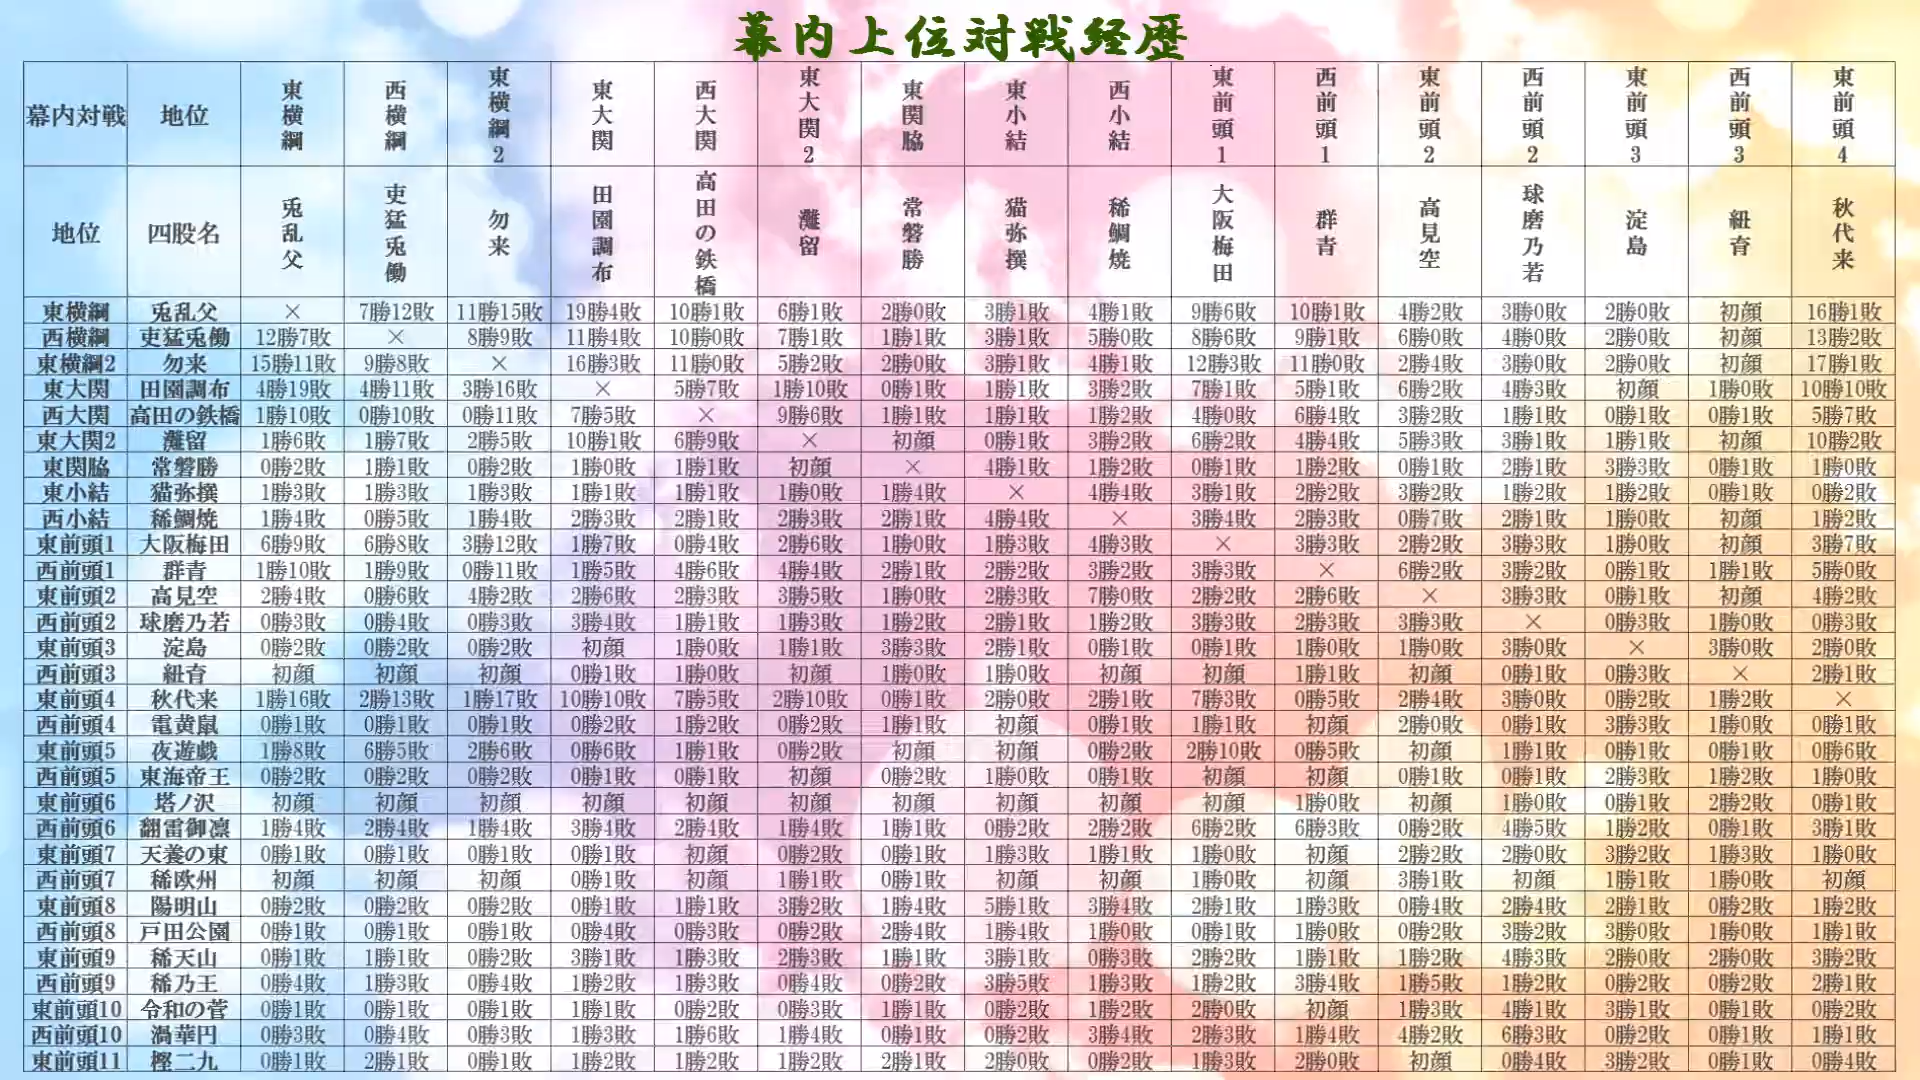 幕内上位対戦経歴
幕内対戦 地位 東横綱 西横綱 東横綱2 東大関 西大関 東大関2 東関脇 東小結 西小結 東前頭1 西前頭1 東前頭2 西前頭2 東前頭3 西前頭3 東前頭4
地位 四股名 兎乱父 吏猛兎働 勿来 田園調布 高田の鉄橋 灘留 常磐勝 猫弥撰 稀鯛焼 大阪梅田 群青 高見空 球磨乃若 淀島 紐育 秋代来
東横綱 兎乱父 × 7勝12敗 11勝15敗 19勝4敗 10勝1敗 6勝1敗 2勝0敗 3勝1敗 4勝1敗 9勝6敗 10勝1敗 4勝2敗 3勝0敗 2勝0敗 初顔 16勝1敗
西横綱 吏猛兎働 12勝7敗 × 8勝9敗 11勝4敗 10勝0敗 7勝1敗 1勝1敗 3勝1敗 5勝0敗 8勝6敗 9勝1敗 6勝0敗 4勝0敗 2勝0敗 初顔 13勝2敗
東横綱2 勿来 15勝11敗 9勝8敗 × 16勝3敗 11勝0敗 5勝2敗 2勝0敗 3勝1敗 4勝1敗 12勝3敗 11勝0敗 2勝4敗 3勝0敗 2勝0敗 初顔 17勝1敗
東大関 田園調布 4勝19敗 4勝11敗 3勝16敗 × 5勝7敗 1勝10敗 0勝1敗 1勝1敗 3勝2敗 7勝1敗 5勝1敗 6勝2敗 4勝3敗 初顔 1勝0敗 10勝10敗
西大関 高田の鉄橋 1勝10敗 0勝10敗 0勝11敗 7勝5敗 × 9勝6敗 1勝1敗 1勝1敗 1勝2敗 4勝0敗 6勝4敗 3勝2敗 1勝1敗 0勝1敗 0勝1敗 5勝7敗
東大関2 灘留 1勝6敗 1勝7敗 2勝5敗 10勝1敗 6勝9敗 × 初顔 0勝1敗 3勝2敗 6勝2敗 4勝4敗 5勝3敗 3勝1敗 1勝1敗 初顔 10勝2敗
東関脇 常磐勝 0勝2敗 1勝1敗 0勝2敗 1勝0敗 1勝1敗 初顔 × 4勝1敗 1勝2敗 0勝1敗 1勝2敗 0勝1敗 2勝1敗 3勝3敗 0勝1敗 1勝0敗
東小結 猫弥撰 1勝3敗 1勝3敗 1勝3敗 1勝1敗 1勝1敗 1勝0敗 1勝4敗 × 4勝4敗 3勝1敗 2勝2敗 3勝2敗 1勝2敗 1勝2敗 0勝1敗 0勝2敗
西小結 稀鯛焼 1勝4敗 0勝5敗 1勝4敗 2勝3敗 2勝1敗 2勝3敗 2勝1敗 4勝4敗 × 3勝4敗 2勝3敗 0勝7敗 2勝1敗 1勝0敗 初顔 1勝2敗
東前頭1 大阪梅田 6勝9敗 6勝8敗 3勝12敗 1勝7敗 0勝4敗 2勝6敗 1勝0敗 1勝3敗 4勝3敗 × 3勝3敗 2勝2敗 3勝3敗 1勝0敗 初顔 3勝7敗
西前頭1 群青 1勝10敗 1勝9敗 0勝11敗 1勝5敗 4勝6敗 4勝4敗 2勝1敗 2勝2敗 3勝2敗 3勝3敗 × 6勝2敗 3勝2敗 0勝1敗 1勝1敗 5勝0敗
東前頭2 高見空 2勝4敗 0勝6敗 4勝2敗 2勝6敗 2勝3敗 3勝5敗 1勝0敗 2勝3敗 7勝0敗 2勝2敗 2勝6敗 × 3勝3敗 0勝1敗 初顔 4勝2敗
西前頭2 球磨乃若 0勝3敗 0勝4敗 0勝3敗 3勝4敗 1勝1敗 1勝3敗 1勝2敗 2勝1敗 1勝2敗 3勝3敗 2勝3敗 3勝3敗 × 0勝3敗 1勝0敗 0勝3敗
東前頭3 淀島 0勝2敗 0勝2敗 0勝2敗 初顔 1勝0敗 1勝1敗 3勝3敗 2勝1敗 0勝1敗 0勝1敗 1勝0敗 1勝0敗 3勝0敗 × 3勝0敗 2勝0敗
西前頭3 紐育 初顔 初顔 初顔 0勝1敗 1勝0敗 初顔 1勝0敗 1勝0敗 初顔 初顔 1勝1敗 初顔 0勝1敗 0勝3敗 × 2勝1敗
東前頭4 秋代来 1勝16敗 2勝13敗 1勝17敗 10勝10敗 7勝5敗 2勝10敗 0勝1敗 2勝0敗 2勝1敗 7勝3敗 0勝5敗 2勝4敗 3勝0敗 0勝2敗 1勝2敗 ×
西前頭4 電黄鼠 0勝1敗 0勝1敗 0勝1敗 0勝2敗 1勝2敗 0勝2敗 1勝1敗 初顔 0勝1敗 1勝1敗 初顔 2勝0敗 0勝1敗 3勝3敗 1勝0敗 0勝1敗
東前頭5 夜遊戯 1勝8敗 6勝5敗 2勝6敗 0勝6敗 1勝1敗 0勝2敗 初顔 初顔 0勝2敗 2勝10敗 0勝5敗 初顔 1勝1敗 0勝1敗 0勝1敗 0勝6敗
西前頭5 東海帝王 0勝2敗 0勝2敗 0勝2敗 0勝1敗 0勝1敗 初顔 0勝2敗 1勝0敗 0勝1敗 初顔 初顔 0勝1敗 0勝1敗 2勝3敗 1勝2敗 1勝0敗
東前頭6 塔ノ沢 初顔 初顔 初顔 初顔 初顔 初顔 初顔 初顔 初顔 初顔 1勝0敗 初顔 1勝0敗 0勝1敗 2勝2敗 0勝1敗
西前頭6 翻雷御凛 1勝4敗 2勝4敗 1勝4敗 3勝4敗 2勝4敗 1勝4敗 1勝1敗 0勝2敗 2勝2敗 6勝2敗 6勝3敗 0勝2敗 4勝5敗 1勝2敗 0勝1敗 3勝1敗
東前頭7 天養の東 0勝1敗 0勝1敗 0勝1敗 0勝1敗 初顔 0勝2敗 0勝1敗 1勝3敗 1勝1敗 1勝0敗 初顔 2勝2敗 2勝0敗 3勝2敗 1勝3敗 1勝0敗
西前頭7 稀欧州 初顔 初顔 初顔 0勝1敗 初顔 1勝1敗 0勝1敗 初顔 初顔 1勝0敗 初顔 3勝1敗 初顔 1勝1敗 1勝0敗 初顔
東前頭8 陽明山 0勝2敗 0勝2敗 0勝2敗 0勝1敗 1勝1敗 3勝2敗 1勝4敗 5勝1敗 3勝4敗 2勝1敗 1勝3敗 0勝4敗 2勝4敗 2勝1敗 0勝2敗 1勝2敗
西前頭8 戸田公園 0勝1敗 0勝1敗 0勝1敗 0勝4敗 0勝3敗 0勝2敗 2勝4敗 1勝4敗 1勝0敗 0勝1敗 1勝0敗 0勝2敗 3勝2敗 3勝0敗 1勝0敗 1勝1敗
東前頭9 稀天山 0勝1敗 1勝1敗 0勝2敗 3勝1敗 1勝3敗 2勝3敗 1勝1敗 3勝1敗 0勝3敗 2勝2敗 1勝1敗 1勝2敗 4勝3敗 2勝0敗 2勝0敗 3勝2敗
西前頭9 稀乃王 0勝4敗 1勝3敗 0勝4敗 1勝2敗 1勝3敗 0勝4敗 0勝2敗 3勝5敗 1勝3敗 1勝2敗 3勝4敗 1勝5敗 1勝2敗 0勝2敗 0勝2敗 2勝1敗
東前頭10 令和の菅 0勝1敗 0勝1敗 0勝1敗 1勝1敗 0勝2敗 0勝3敗 1勝1敗 0勝2敗 1勝2敗 2勝0敗 初顔 1勝3敗 4勝1敗 0勝1敗 0勝1敗 0勝2敗
西前頭10 渦華円 0勝3敗 0勝4敗 0勝3敗 1勝3敗 1勝6敗 1勝4敗 0勝1敗 0勝2敗 3勝4敗 2勝3敗 1勝4敗 4勝2敗 6勝3敗 0勝2敗 0勝1敗 1勝1敗
東前頭11 樫二九 0勝1敗 2勝1敗 0勝1敗 1勝2敗 1勝2敗 1勝2敗 2勝1敗 2勝0敗 0勝2敗 1勝3敗 2勝0敗 初顔 0勝4敗 3勝2敗 0勝1敗 0勝4敗